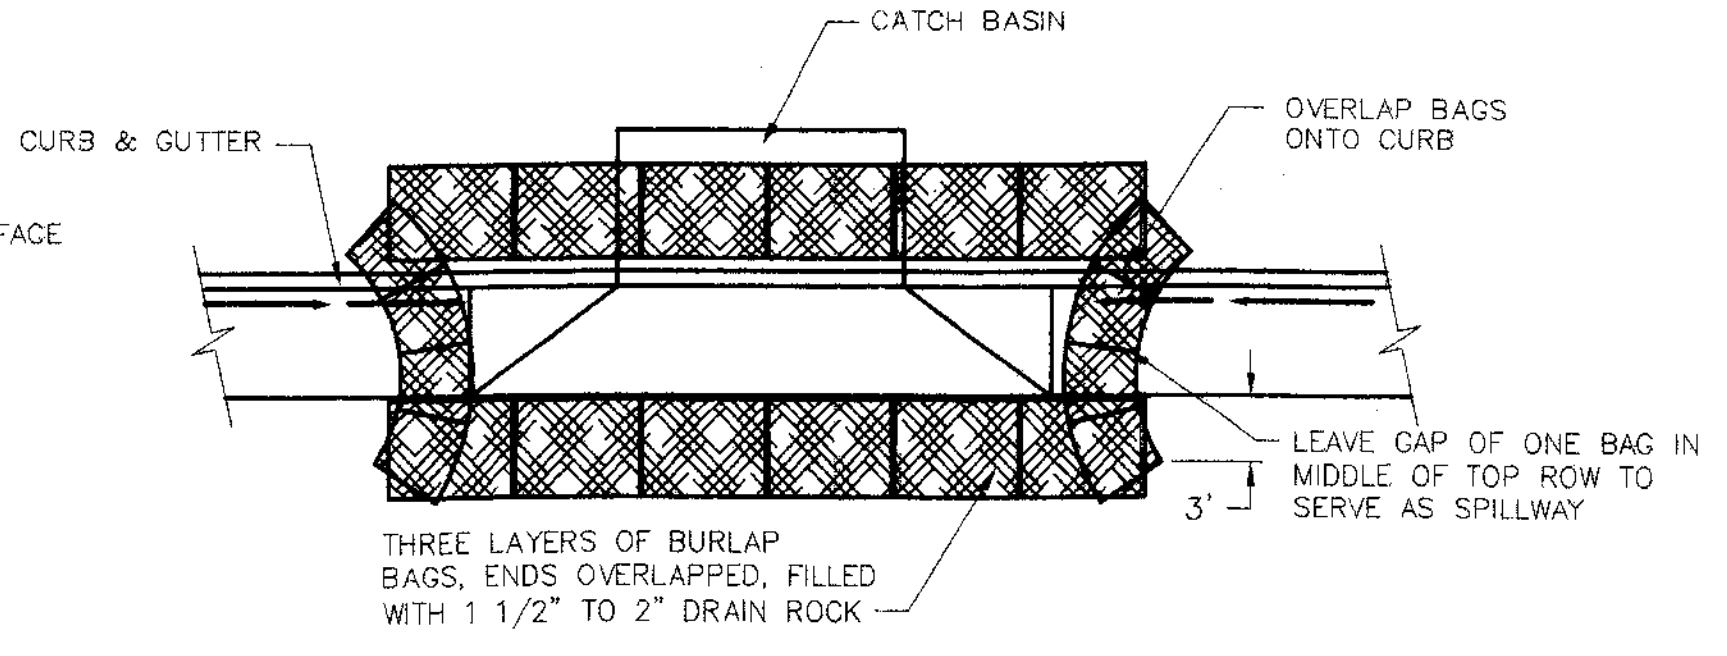 CATCH BASIN
OVERLAP BAGS
ONTO CURB
CURB & GUTTER
FACE
LEAVE GAP OF ONE BAG IN
MIDDLE OF TOP ROW TO
SERVE AS SPILLWAY
3'
THREE LAYERS OF BURLAP
BAGS, ENDS OVERLAPPED, FILLED
WITH 1 1/2" TO 2" DRAIN ROCK